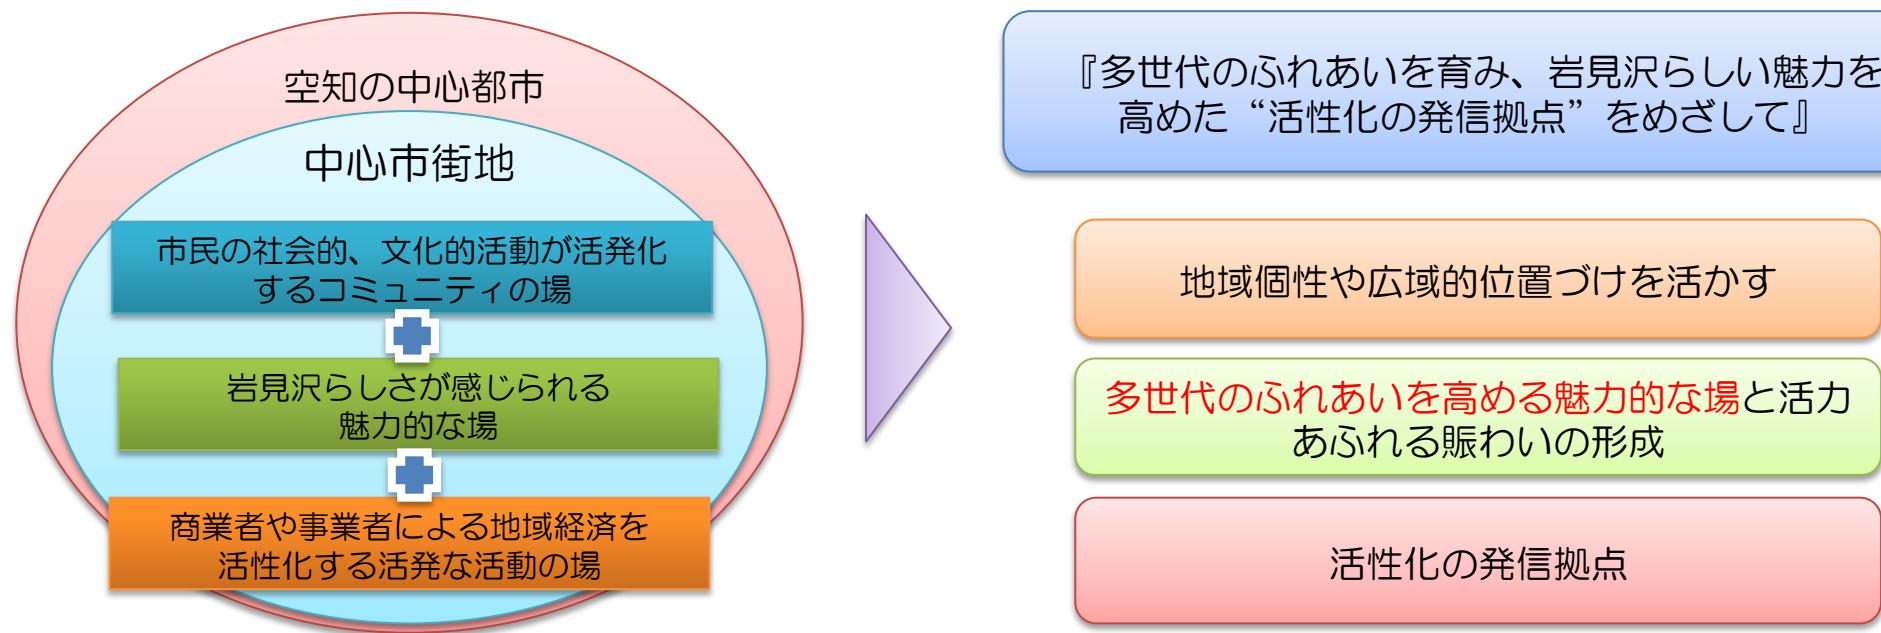 空知の中心都市
中心市街地
市民の社会的、文化的活動が活発化
するコミュニティの場
岩見沢らしさが感じられる
魅力的な場
商業者や事業者による地域経済を
活性化する活発な活動の場
『多世代のふれあいを育み、岩見沢らしい魅力を
高めた“活性化の発信拠点”をめざして』
地域個性や広域的位置づけを活かす
多世代のふれあいを高める魅力的な場と活力
あふれる賑わいの形成
活性化の発信拠点